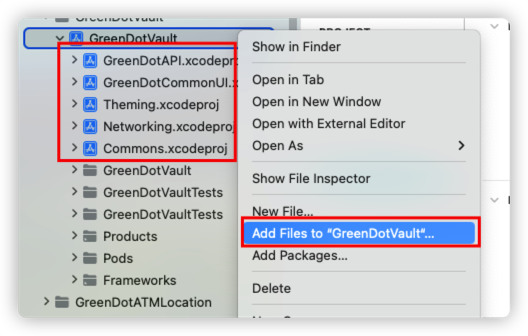 GreenDotVault
PROJECT
GreenDotVault
GreenDotAPI.xcodepro
GreenDotCommonUI.x
Theming.xcodeproj
Networking.xcodeproj
Commons.xcodeproj
GreenDotVault
GreenDotVaultTests
GreenDotVaultTests
Products
Pods
Frameworks
GreenDotATMLocation
Show in Finder
Open in Tab
Open in New Window
Open with External Editor
Open As
Show File Inspector
New File...
Add Files to “GreenDotVault”...
Add Packages...
Delete